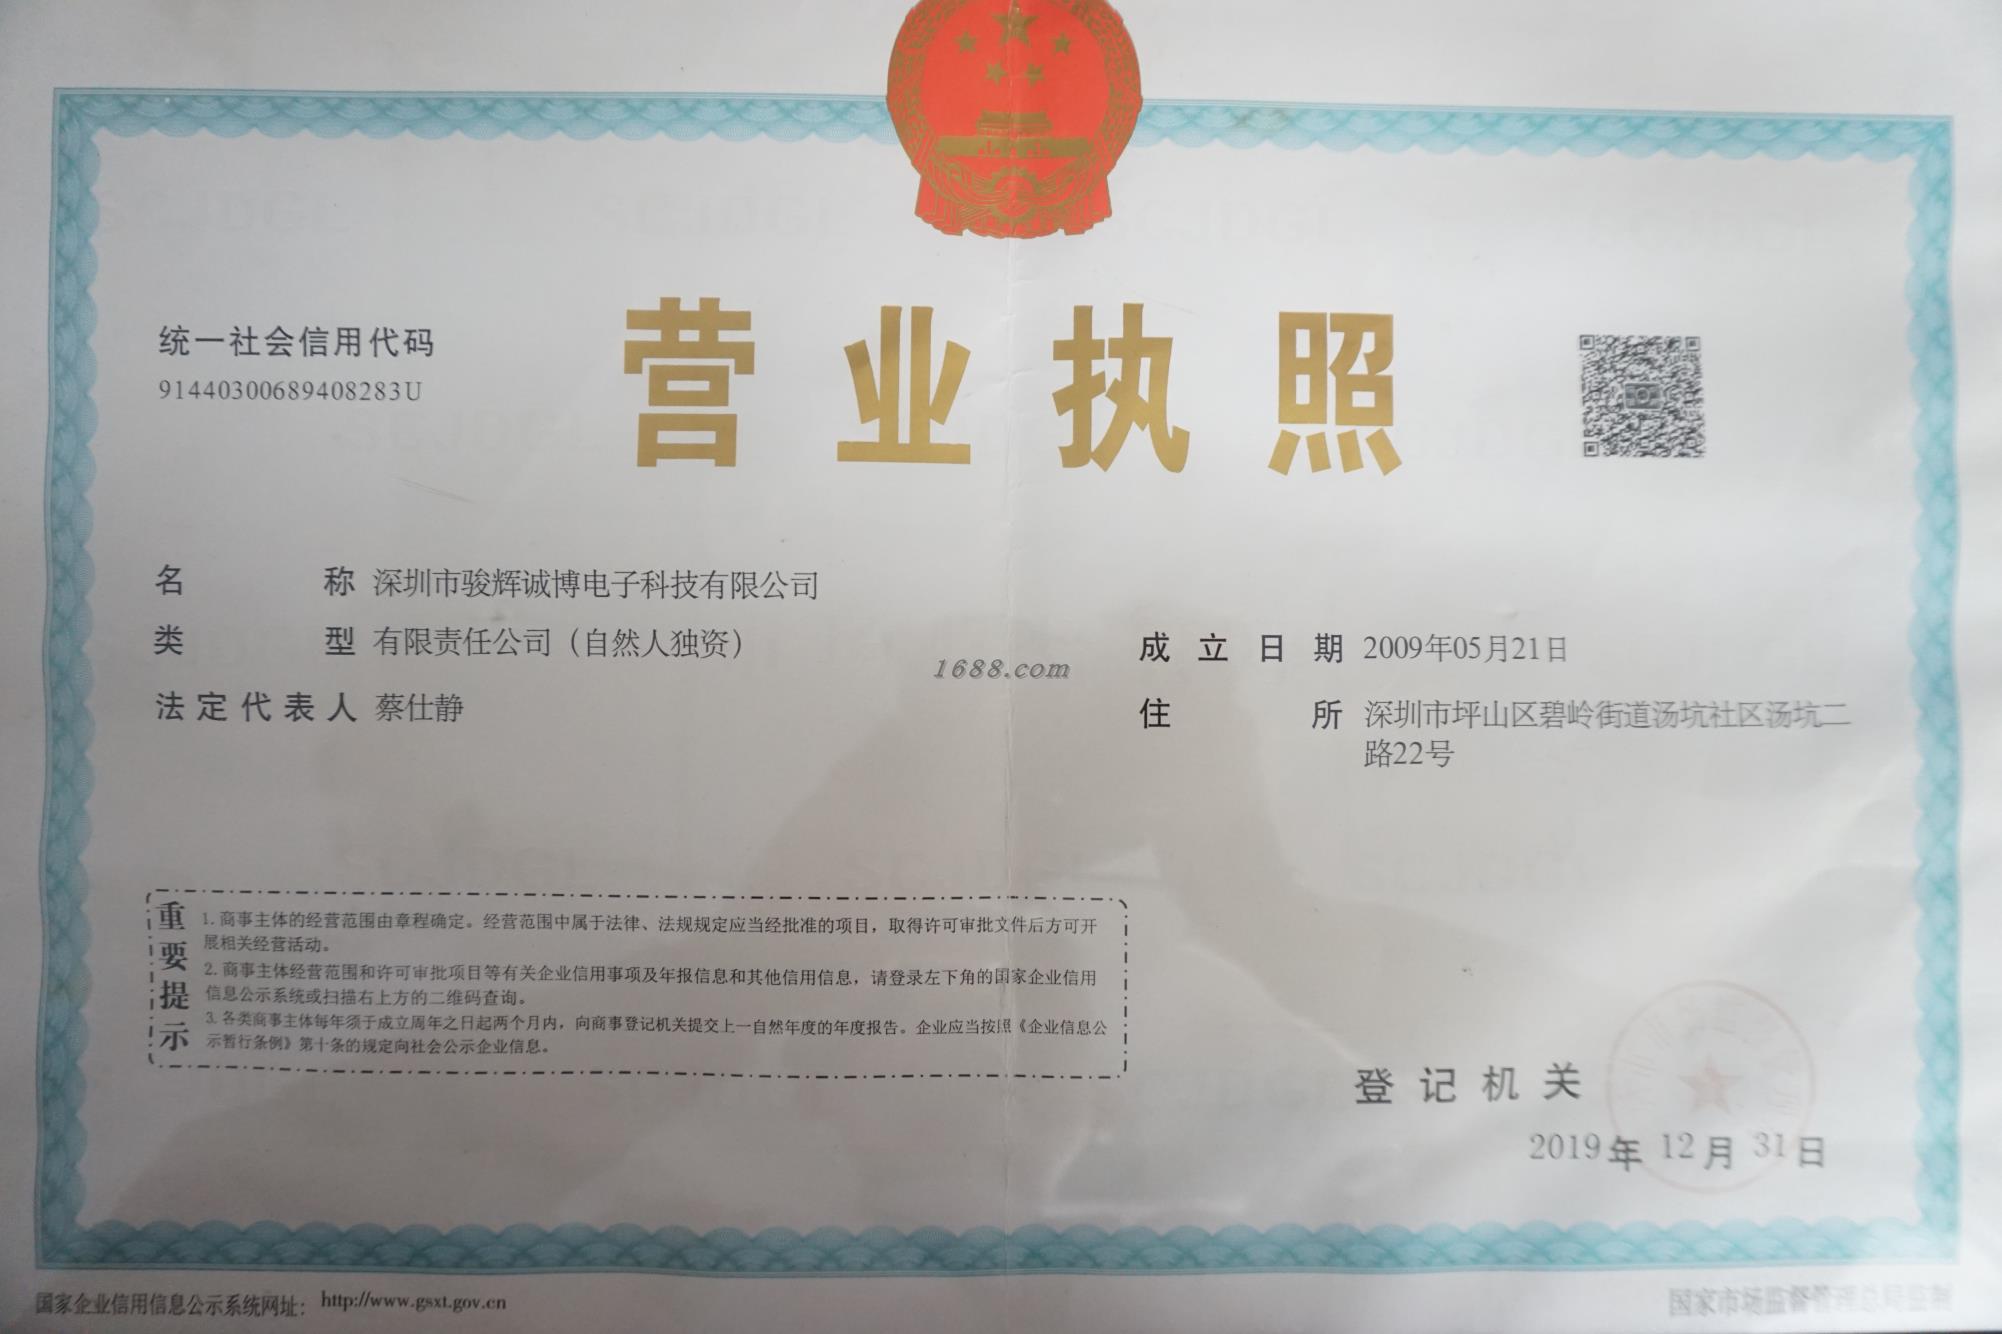 营业执照
统一社会信用代码
91440300689408283U
名 称 深圳市骏辉诚博电子科技有限公司
类 型 有限责任公司（自然人独资）
法定代表人 蔡仕静
1688.com
成立日期 2009年05月21日
住 所 深圳市坪山区碧岭街道汤坑社区汤坑二
路22号
重要提示
1. 商事主体的经营范围由章程确定。经营范围中属于法律、法规规定应当经批准的项目，取得许可审批文件后方可开
展相关经营活动。
2. 商事主体经营范围和许可审批项目等有关企业信用事项及年报信息和其他信用信息，请登录左下角的国家企业信用
信息公示系统或扫描右上方的二维码查询。
3. 各类商事主体每年须于成立周年之日起两个月内，向商事登记机关提交上一自然年度的年度报告。企业应当按照《企业信息公
示暂行条例》第十条的规定向社会公示企业信息。
登记机关
2019年12月31日
国家企业信用信息公示系统网址：http://www.gsxt.gov.cn
国家市场监督管理总局监制